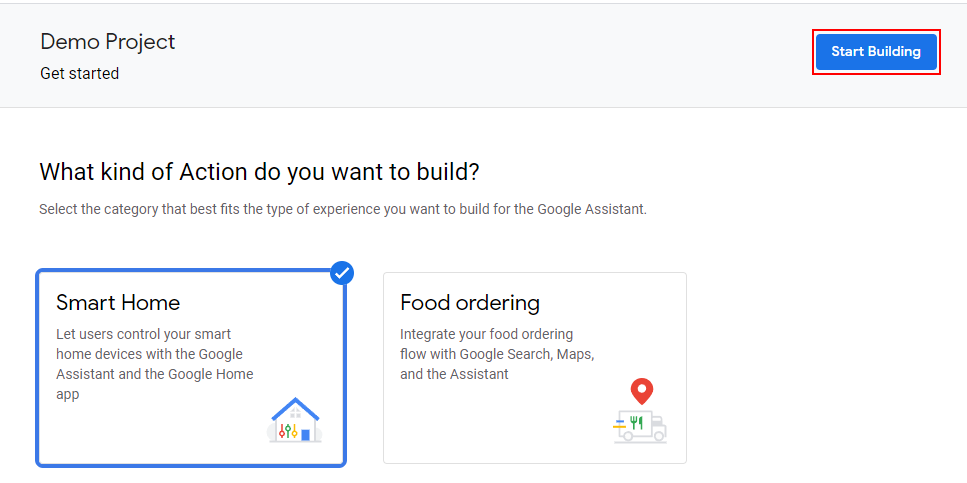 Demo Project
Start Building
Get started
What kind of Action do you want to build?
Select the category that best fits the type of experience you want to build for the Google Assistant.
Smart Home
Let users control your smart
home devices with the Google
Assistant and the Google Home
app
Food ordering
Integrate your food ordering
flow with Google Search, Maps,
and the Assistant